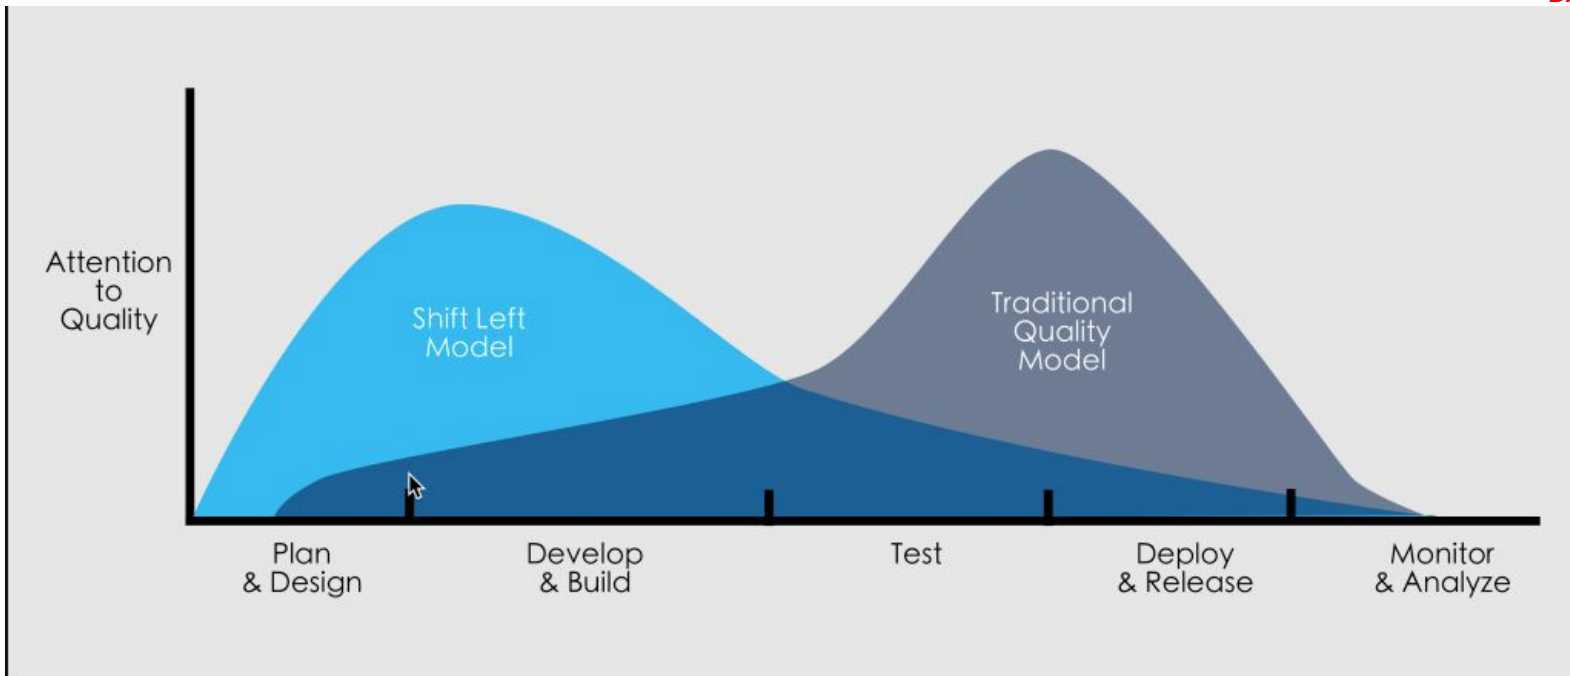 Attention
to
Quality
Shift Left
Model
Traditional
Quality
Model
Plan
& Design
Develop
& Build
Test
Deploy
& Release
Monitor
& Analyze